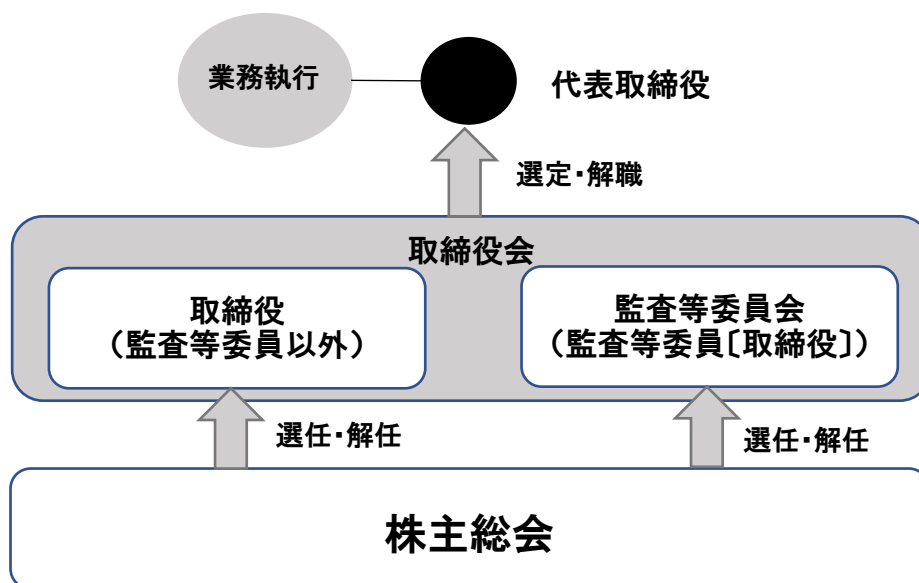 業務執行
代表取締役
選定・解職
取締役会
取締役
（監査等委員以外）
監査等委員会
（監査等委員〔取締役〕）
選任・解任
選任・解任
株主総会